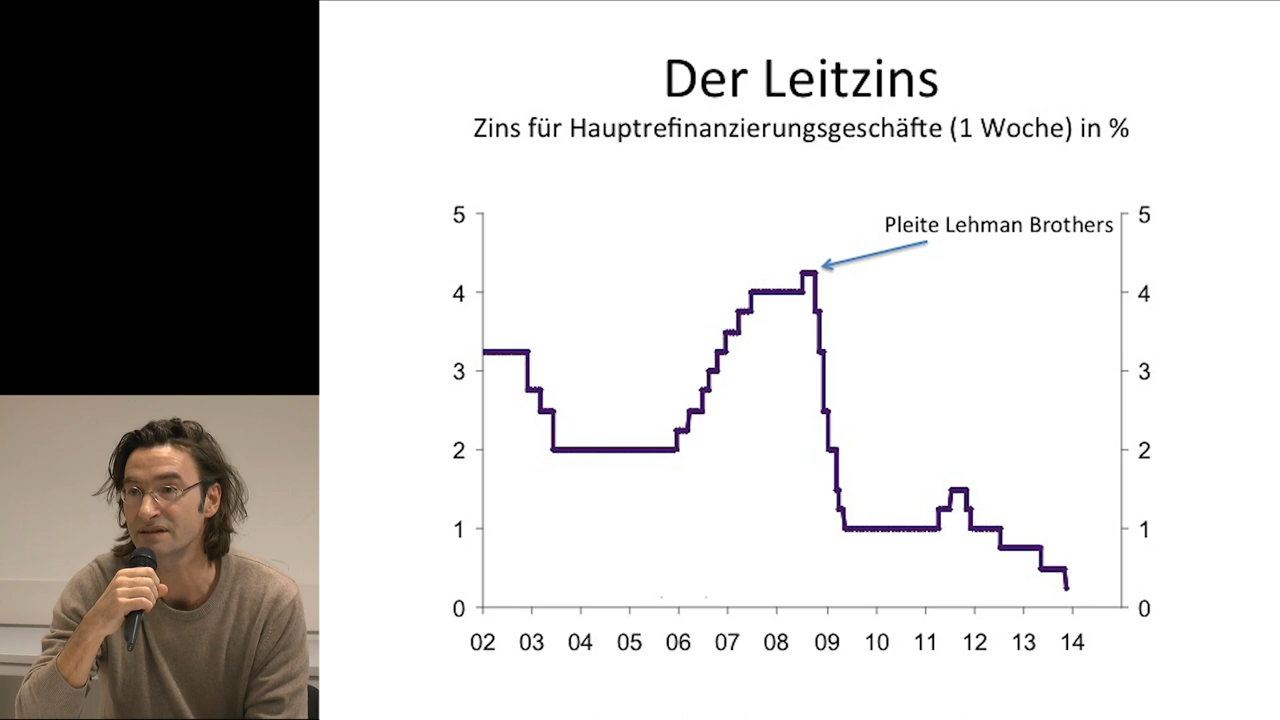 Der Leitzins
Zins für Hauptrefinanzierungsgeschäfte (1 Woche) in %
Pleite Lehman Brothers
5 5
4 4
3 3
2 2
1 1
0 0
02 03 04 05 06 07 08 09 10 11 12 13 14